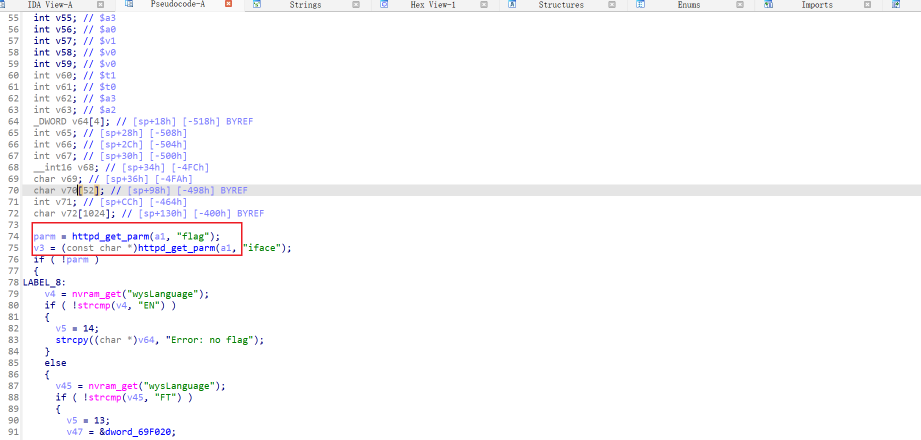 IDA View-A Pseudocode-A Strings Hex View-1 Structures Enums Imports
55 int v55; // $a3
56 int v56; // $a0
57 int v57; // $v1
58 int v58; // $v0
59 int v59; // $v0
60 int v60; // $t1
61 int v61; // $t0
62 int v62; // $a3
63 int v63; // $a2
64 _DWORD v64[4]; // [sp+18h] [-518h] BYREF
65 int v65; // [sp+28h] [-508h]
66 int v66; // [sp+2Ch] [-504h]
67 int v67; // [sp+30h] [-500h]
68 __int16 v68; // [sp+34h] [-4FCh]
69 char v69; // [sp+36h] [-4FAh]
70 char v70[52]; // [sp+98h] [-498h] BYREF
71 int v71; // [sp+CCh] [-464h]
72 char v72[1024]; // [sp+130h] [-400h] BYREF
73
74 parm = httpd_get_parm(a1, "flag");
75 v3 = (const char *)httpd_get_parm(a1, "iface");
76 if ( !parm )
77 {
78 LABEL_8:
79 v4 = nvram_get("wysLanguage");
80 if ( !strcmp(v4, "EN") )
81 {
82 v5 = 14;
83 strcpy((char *)v64, "Error: no flag");
84 }
85 else
86 {
87 v45 = nvram_get("wysLanguage");
88 if ( !strcmp(v45, "FT") )
89 {
90 v5 = 13;
91 v47 = &dword_69F020;